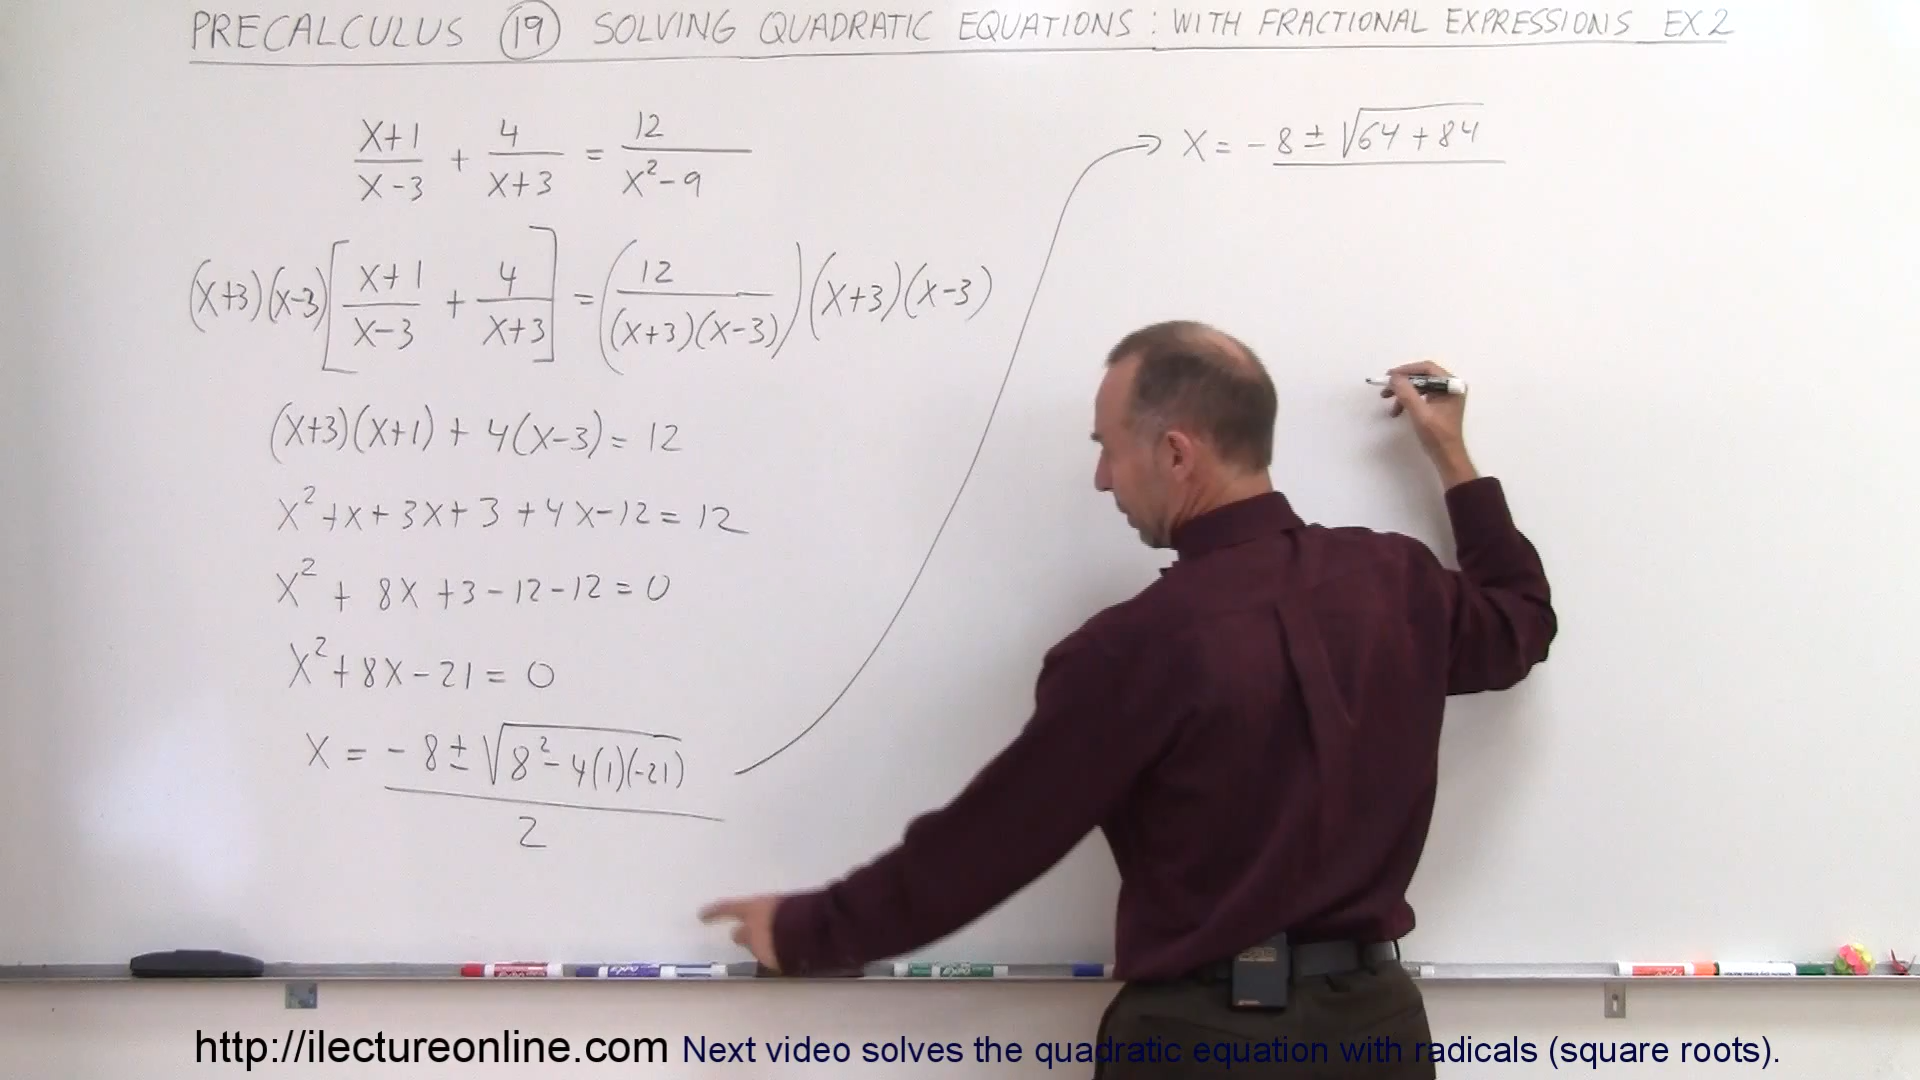 PRECALCULUS 19 SOLVING QUADRATIC EQUATIONS : WITH FRACTIONAL EXPRESSIONS EX 2
(x+1)/(x-3) + 4/(x+3) = 12/(x²-9)
(x+3)(x-3)[(x+1)/(x-3) + 4/(x+3)] = (12/((x+3)(x-3)))(x+3)(x-3)
(x+3)(x+1) + 4(x-3) = 12
x² + x + 3x + 3 + 4x - 12 = 12
x² + 8x + 3 - 12 - 12 = 0
x² + 8x - 21 = 0
x = (-8 ± √(8² - 4(1)(-21)))/2
x = -8 ± √(64 + 84)
http://ilectureonline.com Next video solves the quadratic equation with radicals (square roots).